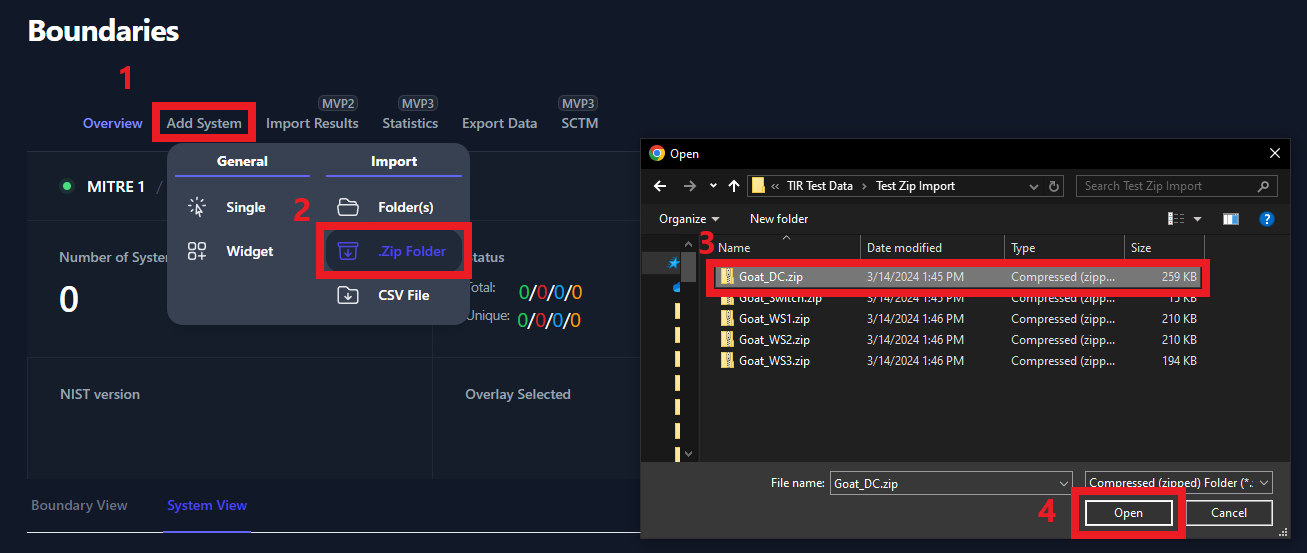 Boundaries
1
MVP2 MVP3 MVP3
Overview Add System Import Results Statistics Export Data SCTM
General Import
MITRE 1 /
Single 2 Folder(s)
Widget .Zip Folder
CSV File
Number of System
0
Status
Total: 0/0/0/0
Unique: 0/0/0/0
NIST version Overlay Selected
Boundary View System View
Open
« TIR Test Data › Test Zip Import Search Test Zip Import
Organize New folder
3
Name Date modified Type Size
Goat_DC.zip 3/14/2024 1:45 PM Compressed (zipp... 259 KB
Goat_Switch.zip 3/14/2024 1:45 PM Compressed (zipp... 15 KB
Goat_WS1.zip 3/14/2024 1:46 PM Compressed (zipp... 210 KB
Goat_WS2.zip 3/14/2024 1:46 PM Compressed (zipp... 210 KB
Goat_WS3.zip 3/14/2024 1:46 PM Compressed (zipp... 194 KB
File name: Goat_DC.zip Compressed (zipped) Folder (*.
4 Open Cancel